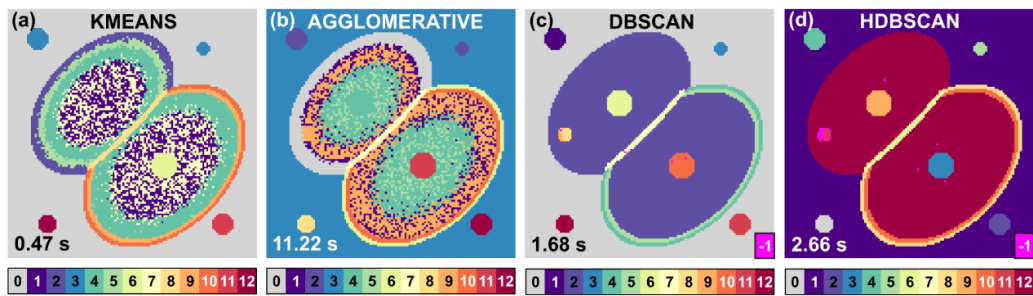 (a) KMEANS
(b) AGGLOMERATIVE
(c) DBSCAN
(d) HDBSCAN
0.47 s
11.22 s
1.68 s
-1
2.66 s
-1
0 1 2 3 4 5 6 7 8 9 10 11 12
0 1 2 3 4 5 6 7 8 9 10 11 12
0 1 2 3 4 5 6 7 8 9 10 11 12
0 1 2 3 4 5 6 7 8 9 10 11 12